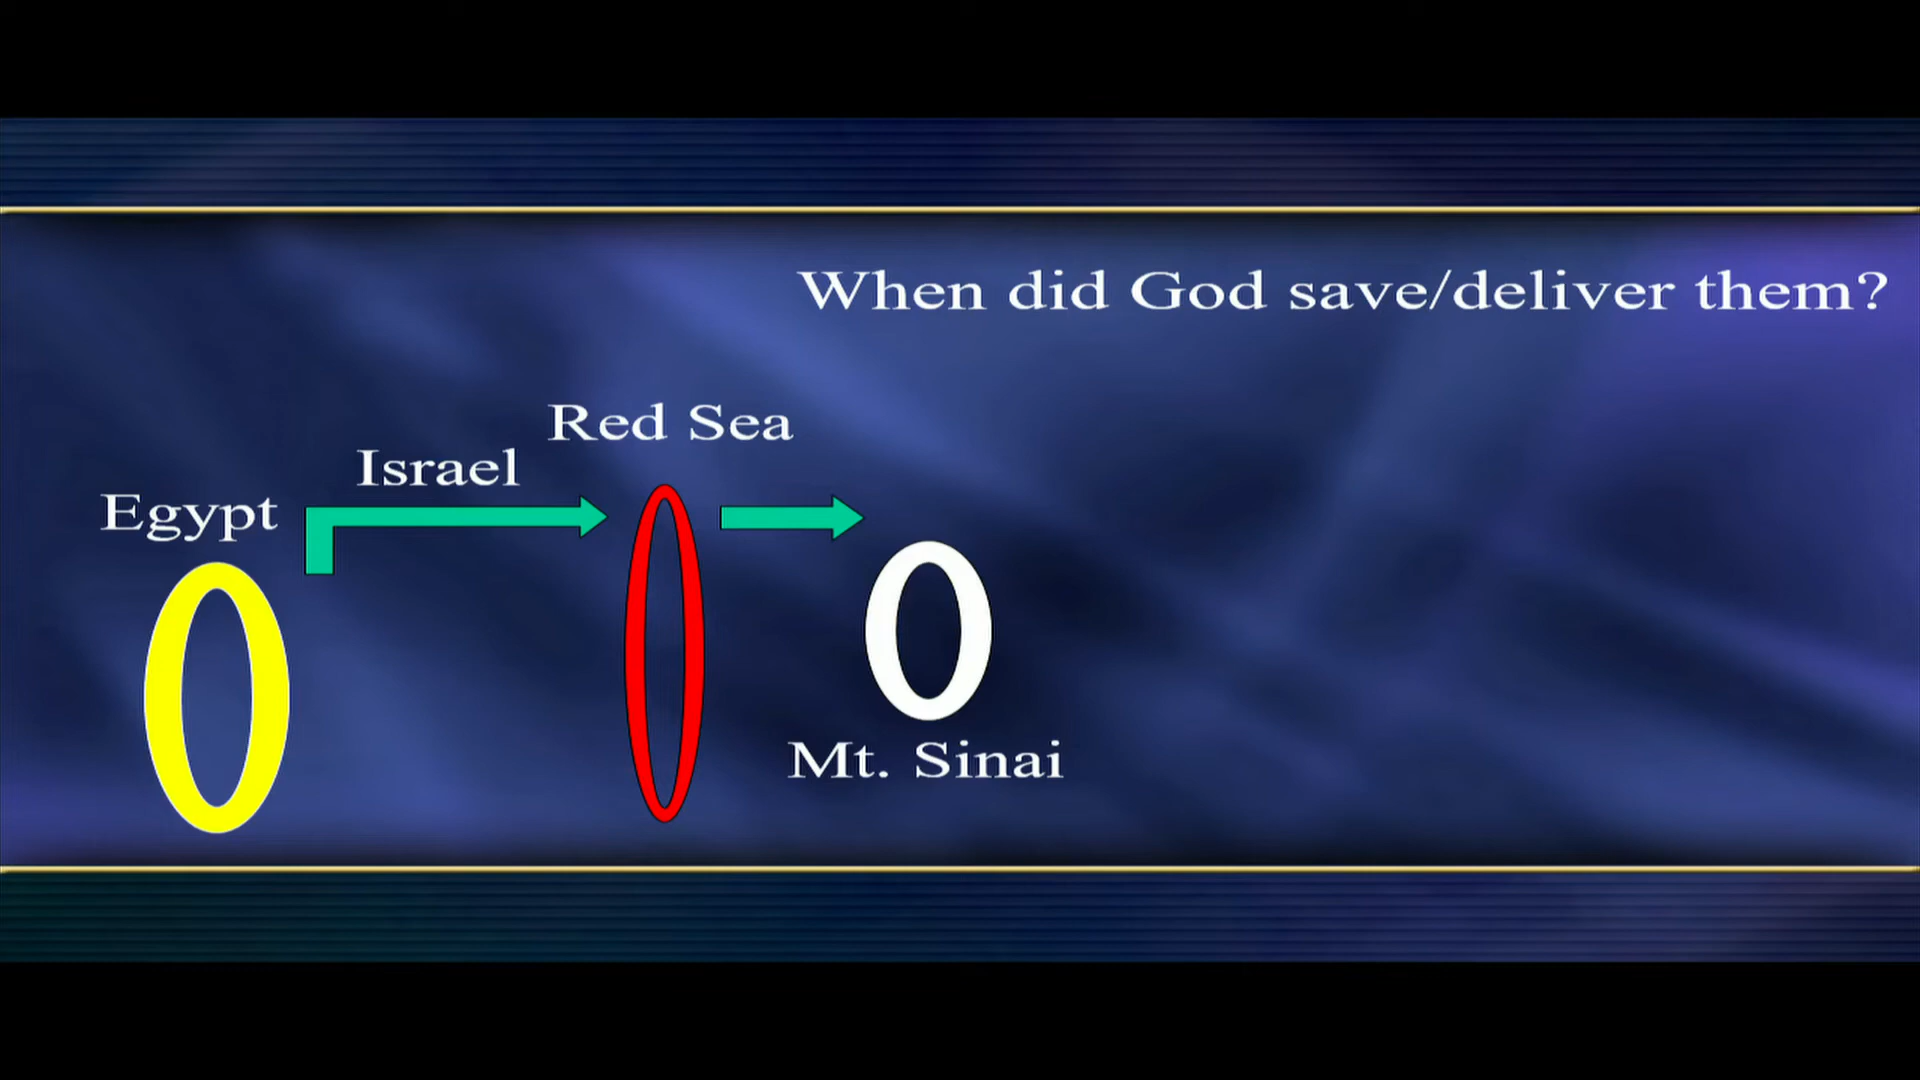 When did God save/deliver them?
Red Sea
Israel
Egypt
Mt. Sinai